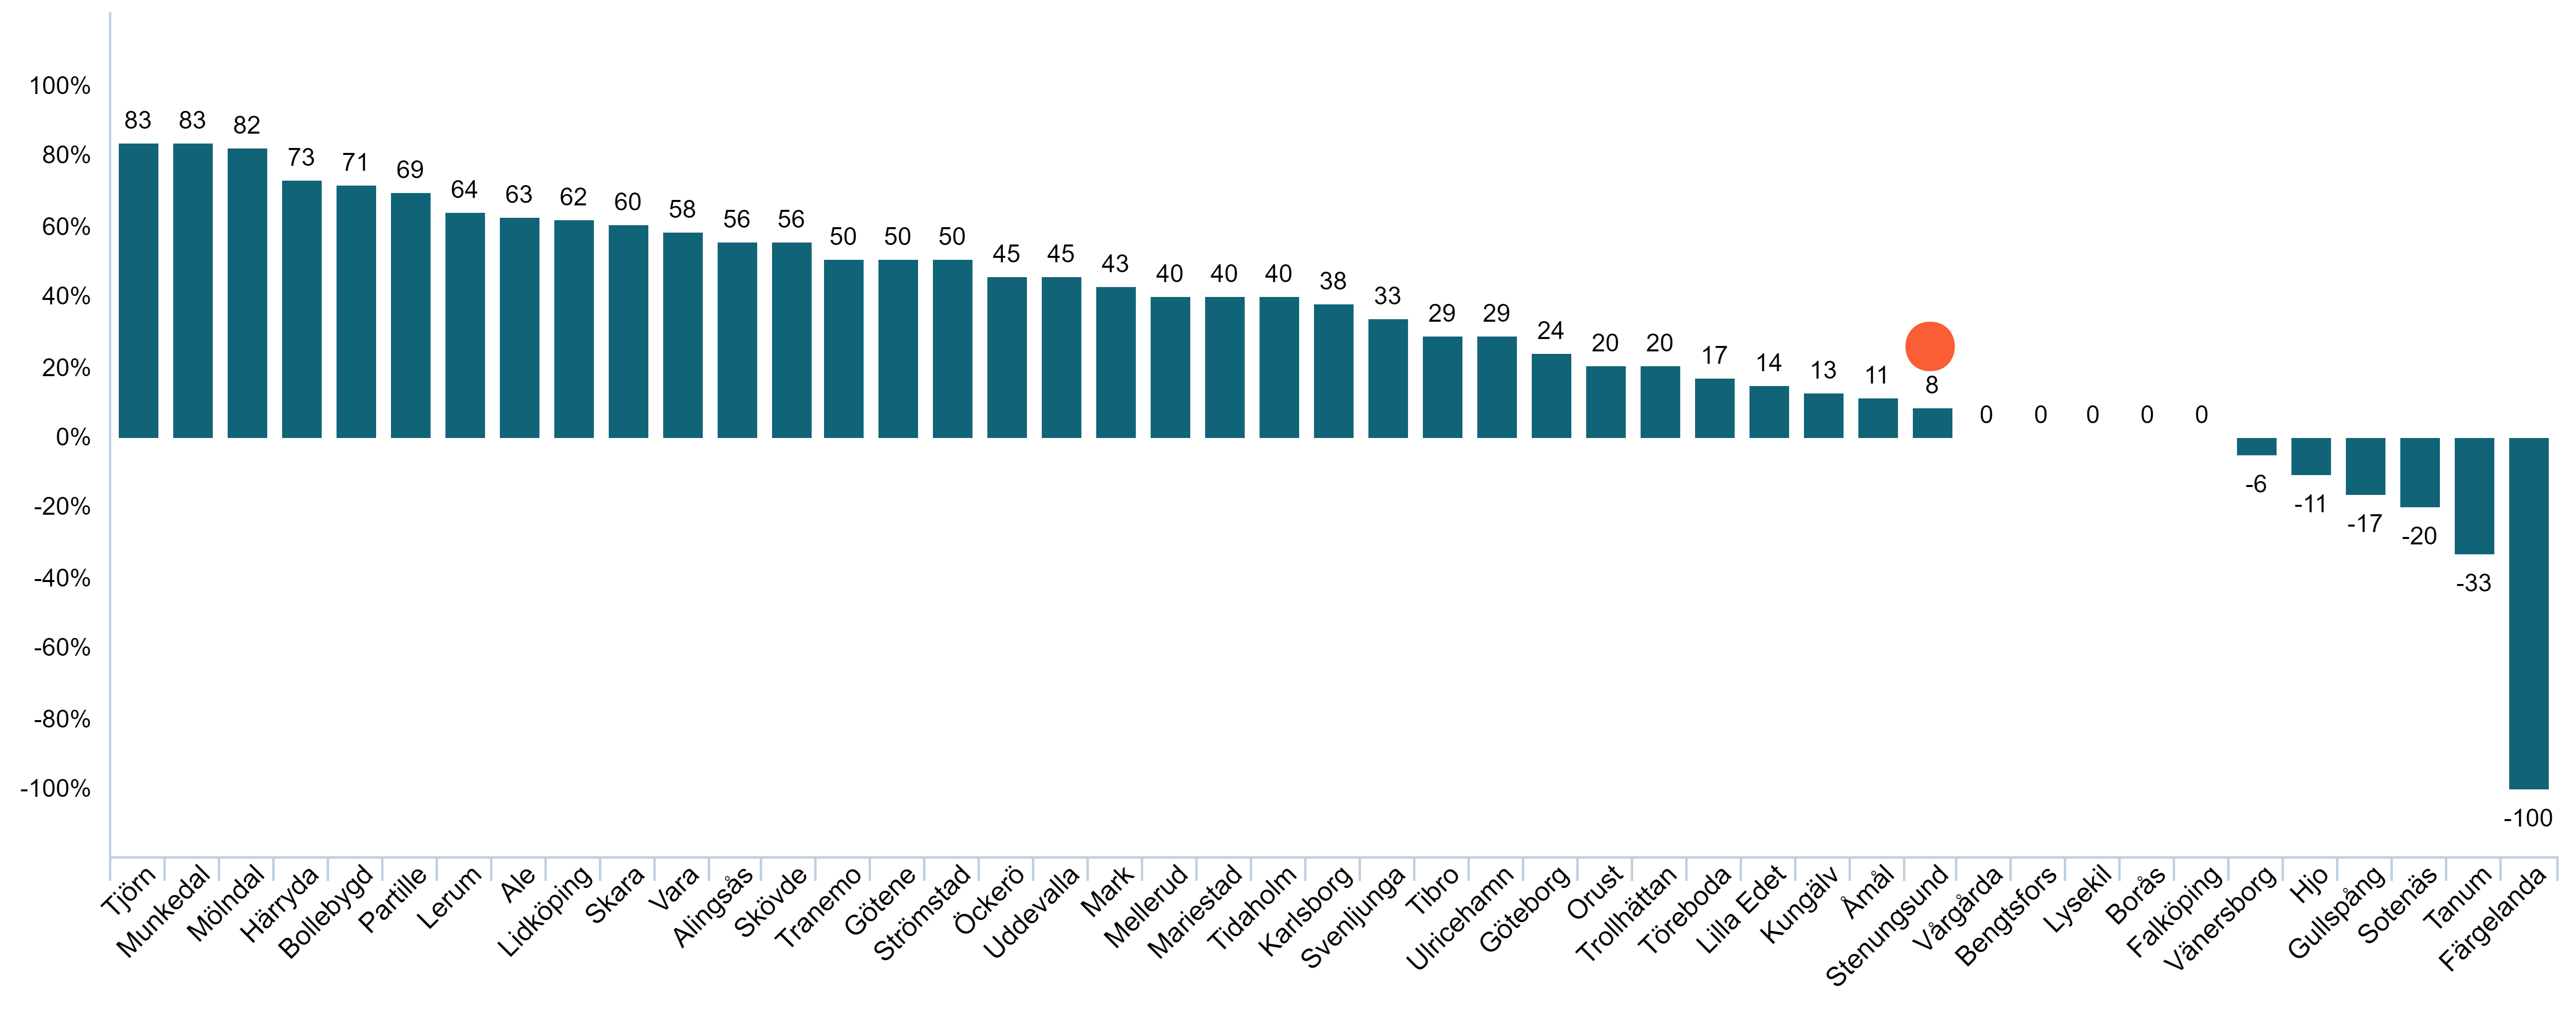 100%
80%
60%
40%
20%
0%
-20%
-40%
-60%
-80%
-100%
83
83
82
73
71
69
64
63
62
60
58
56
56
50
50
50
45
45
43
40
40
40
38
33
29
29
24
20
20
17
14
13
11
8
0
0
0
0
0
-6
-11
-17
-20
-33
-100
Tjörn
Munkedal
Mölndal
Härryda
Bollebygd
Partille
Lerum
Ale
Lidköping
Skara
Vara
Alingsås
Skövde
Tranemo
Götene
Strömstad
Öckerö
Uddevalla
Mark
Mellerud
Mariestad
Tidaholm
Karlsborg
Svenljunga
Tibro
Ulricehamn
Göteborg
Orust
Trollhättan
Töreboda
Lilla Edet
Kungälv
Åmål
Stenungsund
Vårgårda
Bengtsfors
Lysekil
Borås
Falköping
Vänersborg
Hjo
Gullspång
Sotenäs
Tanum
Färgelanda